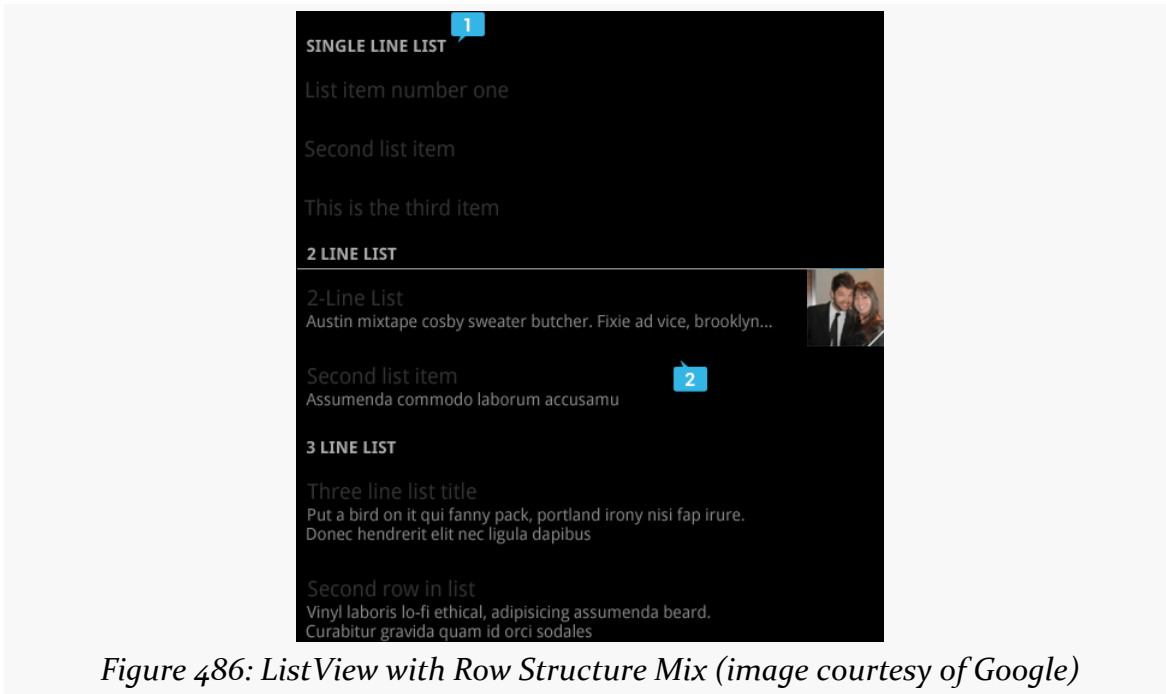 1
SINGLE LINE LIST
List item number one
Second list item
This is the third item
2 LINE LIST
2-Line List
Austin mixtape cosby sweater butcher. Fixie ad vice, brooklyn...
Second list item
2
Assumenda commodo laborum accusamu
3 LINE LIST
Three line list title
Put a bird on it qui fanny pack, portland irony nisi fap irure.
Donec hendrerit elit nec ligula dapibus
Second row in list
Vinyl laboris lo-fi ethical, adipisicing assumenda beard.
Curabitur gravida quam id orci sodales
Figure 486: ListView with Row Structure Mix (image courtesy of Google)